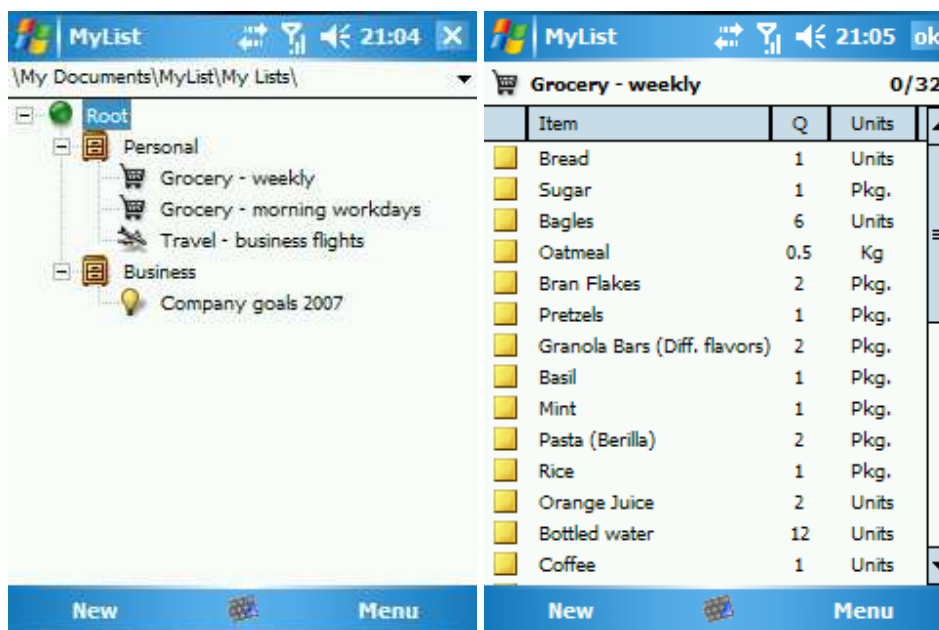 MyList 21:04
\My Documents\MyList\My Lists\
Root
Personal
Grocery - weekly
Grocery - morning workdays
Travel - business flights
Business
Company goals 2007
New Menu
MyList 21:05 ok
Grocery - weekly 0/32
Item Q Units
Bread 1 Units
Sugar 1 Pkg.
Bagles 6 Units
Oatmeal 0.5 Kg
Bran Flakes 2 Pkg.
Pretzels 1 Pkg.
Granola Bars (Diff. flavors) 2 Pkg.
Basil 1 Pkg.
Mint 1 Pkg.
Pasta (Berilla) 2 Pkg.
Rice 1 Pkg.
Orange Juice 2 Units
Bottled water 12 Units
Coffee 1 Units
New Menu